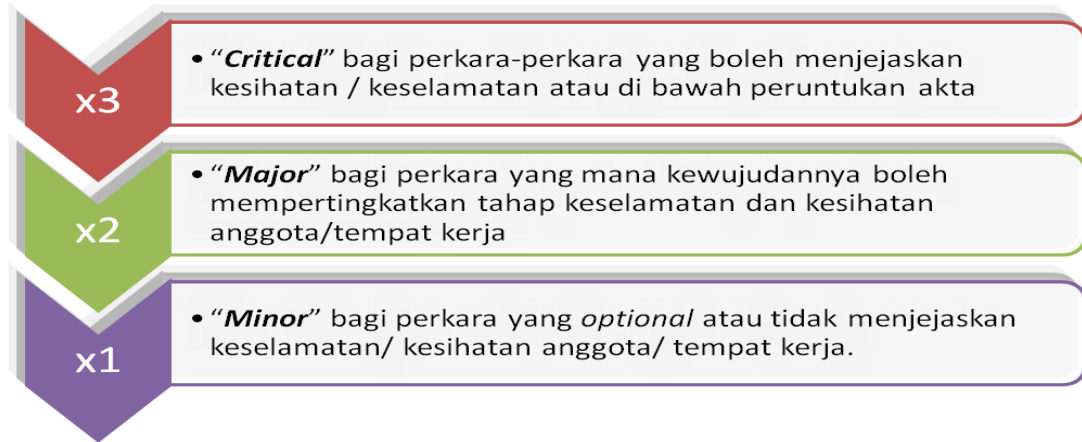 x3
• “Critical” bagi perkara-perkara yang boleh menjejaskan
kesihatan / keselamatan atau di bawah peruntukan akta
x2
• “Major” bagi perkara yang mana kewujudannya boleh
mempertingkatkan tahap keselamatan dan kesihatan
anggota/tempat kerja
x1
• “Minor” bagi perkara yang optional atau tidak menjejaskan
keselamatan/ kesihatan anggota/ tempat kerja.